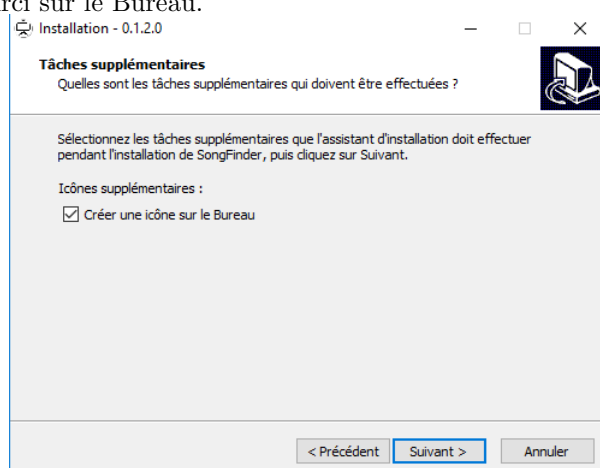 sur le Bureau.
Installation - 0.1.2.0
Tâches supplémentaires
Quelles sont les tâches supplémentaires qui doivent être effectuées ?
Sélectionnez les tâches supplémentaires que l'assistant d'installation doit effectuer
pendant l'installation de SongFinder, puis cliquez sur Suivant.
Icônes supplémentaires :
Créer une icône sur le Bureau
< Précédent Suivant > Annuler